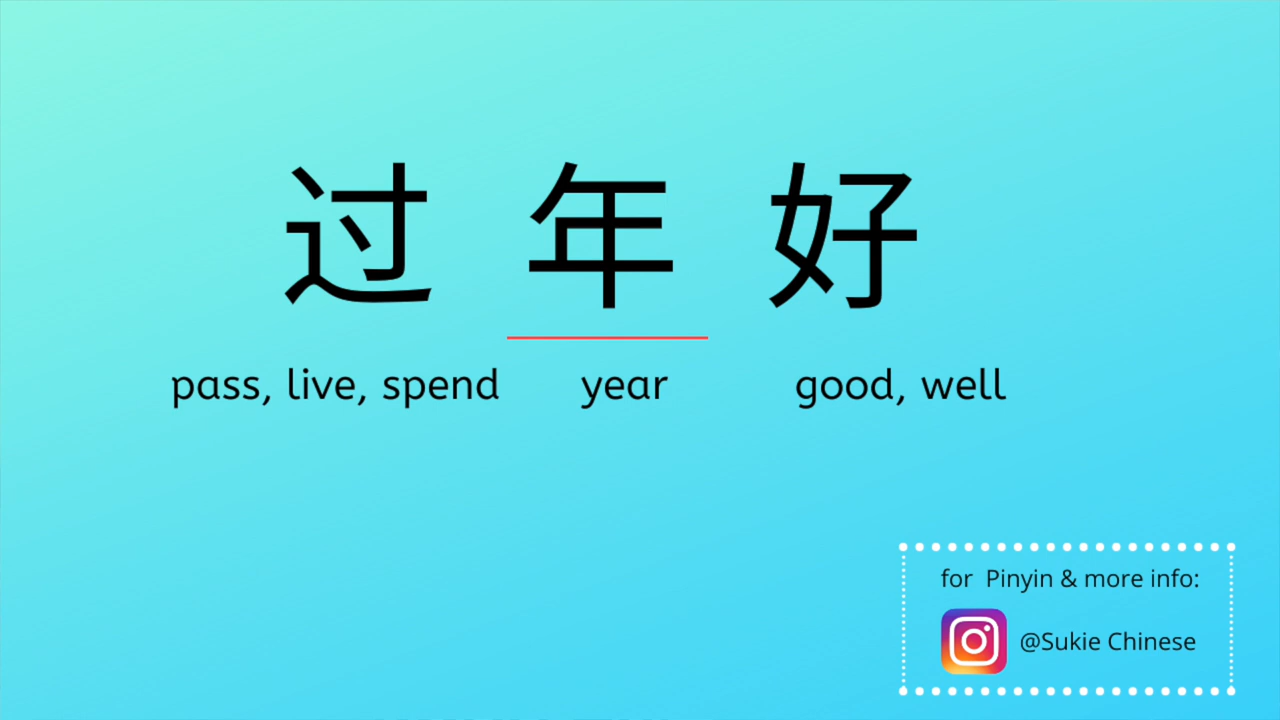 过 年 好
pass, live, spend year good, well
for Pinyin & more info:
@Sukie Chinese